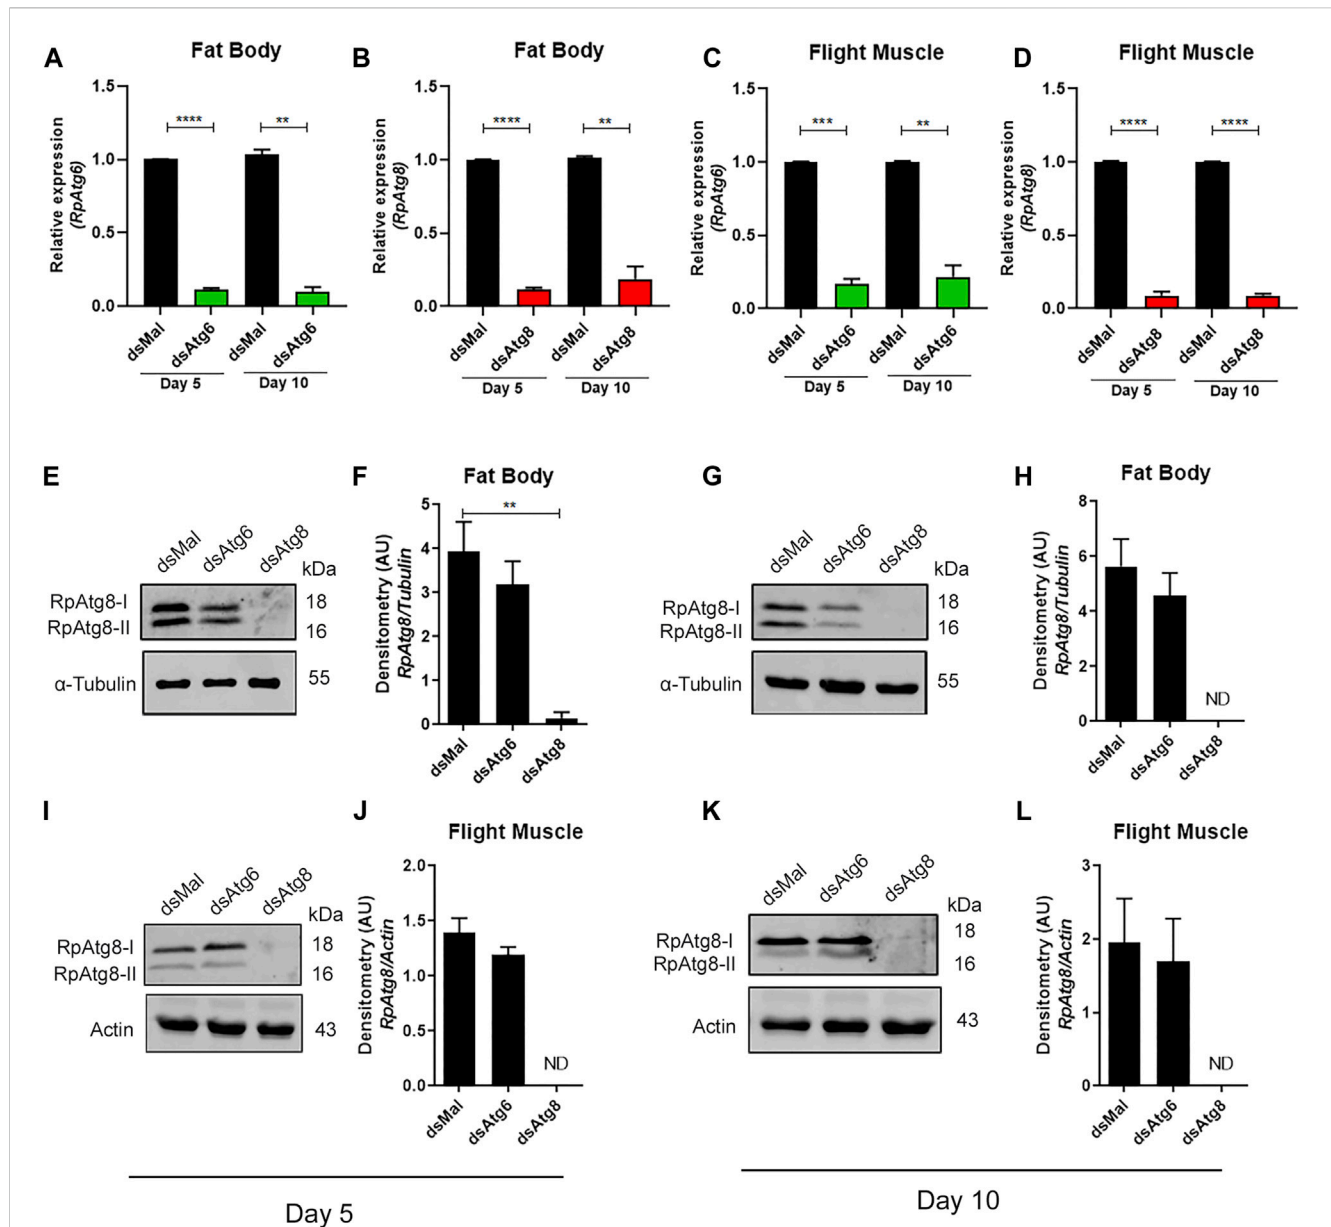 A
Fat Body
Relative expression
(RpAtg6)
1.5
1.0
0.5
0.0
****
**
dsMal
dsAtg6
dsMal
dsAtg6
Day 5
Day 10
B
Fat Body
Relative expression
(RpAtg8)
1.5
1.0
0.5
0.0
****
**
dsMal
dsAtg8
dsMal
dsAtg8
Day 5
Day 10
C
Flight Muscle
Relative expression
(RpAtg6)
1.5
1.0
0.5
0.0
***
**
dsMal
dsAtg6
dsMal
dsAtg6
Day 5
Day 10
D
Flight Muscle
Relative expression
(RpAtg8)
1.5
1.0
0.5
0.0
****
****
dsMal
dsAtg8
dsMal
dsAtg8
Day 5
Day 10
E
dsMal
dsAtg6
dsAtg8
kDa
RpAtg8-I
18
RpAtg8-II
16
α-Tubulin
55
F
Fat Body
Densitometry (AU)
RpAtg8/Tubulin
5
4
3
2
1
0
**
dsMal
dsAtg6
dsAtg8
G
dsMal
dsAtg6
dsAtg8
kDa
RpAtg8-I
18
RpAtg8-II
16
α-Tubulin
55
H
Fat Body
Densitometry (AU)
RpAtg8/Tubulin
8
6
4
2
0
ND
dsMal
dsAtg6
dsAtg8
I
dsMal
dsAtg6
dsAtg8
kDa
RpAtg8-I
18
RpAtg8-II
16
Actin
43
J
Flight Muscle
Densitometry (AU)
RpAtg8/Actin
2.0
1.5
1.0
0.5
0.0
ND
dsMal
dsAtg6
dsAtg8
K
dsMal
dsAtg6
dsAtg8
kDa
RpAtg8-I
18
RpAtg8-II
16
Actin
43
L
Flight Muscle
Densitometry (AU)
RpAtg8/Actin
3
2
1
0
ND
dsMal
dsAtg6
dsAtg8
Day 5
Day 10